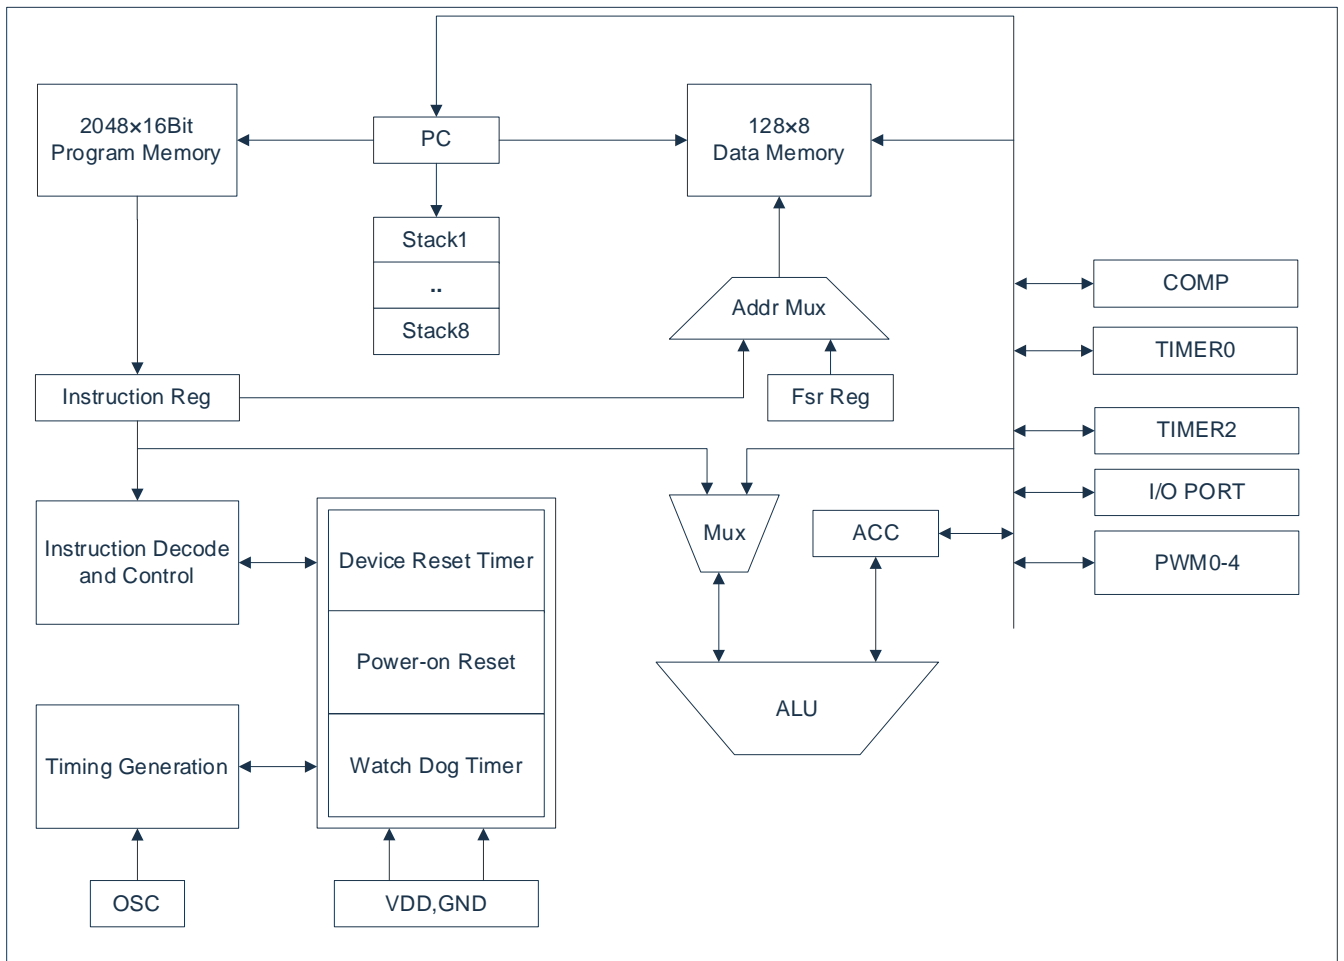 2048×16Bit
Program Memory
PC
128×8
Data Memory
Stack1
..
Stack8
Addr Mux
COMP
TIMER0
Instruction Reg
Fsr Reg
TIMER2
I/O PORT
Instruction Decode
and Control
Device Reset Timer
Mux
ACC
PWM0-4
Power-on Reset
ALU
Timing Generation
Watch Dog Timer
OSC
VDD,GND